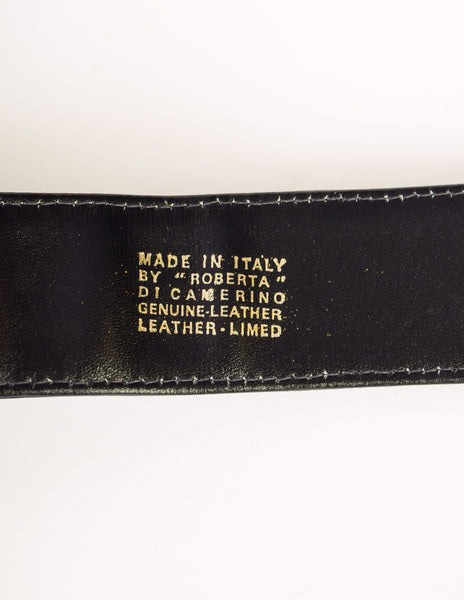 MADE IN ITALY
BY "ROBERTA"
DI CAMERINO
GENUINE-LEATHER
LEATHER·LIMED